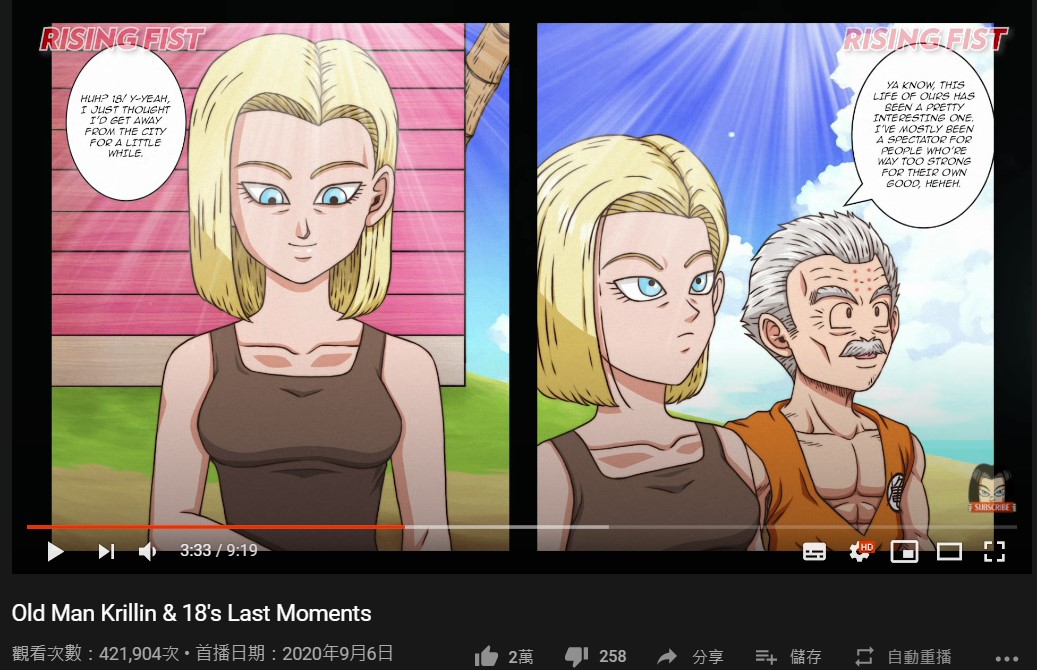 RISING FIST
HUH? 18! Y-YEAH,
I JUST THOUGHT
I'D GET AWAY
FROM THE CITY
FOR A LITTLE
WHILE.
RISING FIST
YA KNOW, THIS
LIFE OF OURS HAS
BEEN A PRETTY
INTERESTING ONE.
I'VE MOSTLY BEEN
A SPECTATOR FOR
PEOPLE WHO'RE
WAY TOO STRONG
FOR THEIR OWN
GOOD, HEHEH.
SUBSCRIBE
3:33 / 9:19
HD
Old Man Krillin & 18's Last Moments
觀看次數：421,904次 • 首播日期：2020年9月6日
2萬
258
分享
儲存
自動重播